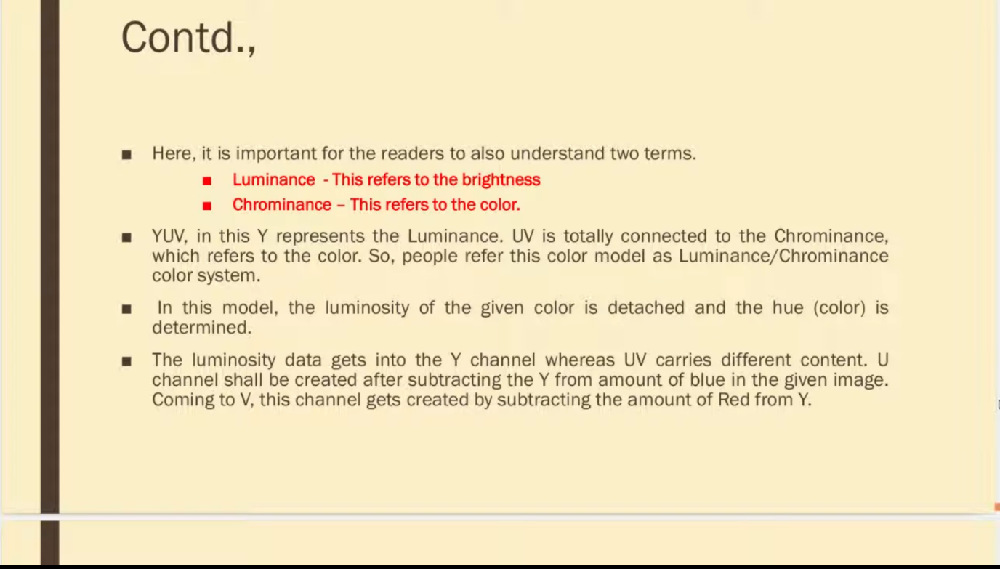 Contd.,
■ Here, it is important for the readers to also understand two terms.
■ Luminance - This refers to the brightness
■ Chrominance – This refers to the color.
■ YUV, in this Y represents the Luminance. UV is totally connected to the Chrominance,
which refers to the color. So, people refer this color model as Luminance/Chrominance
color system.
■ In this model, the luminosity of the given color is detached and the hue (color) is
determined.
■ The luminosity data gets into the Y channel whereas UV carries different content. U
channel shall be created after subtracting the Y from amount of blue in the given image.
Coming to V, this channel gets created by subtracting the amount of Red from Y.